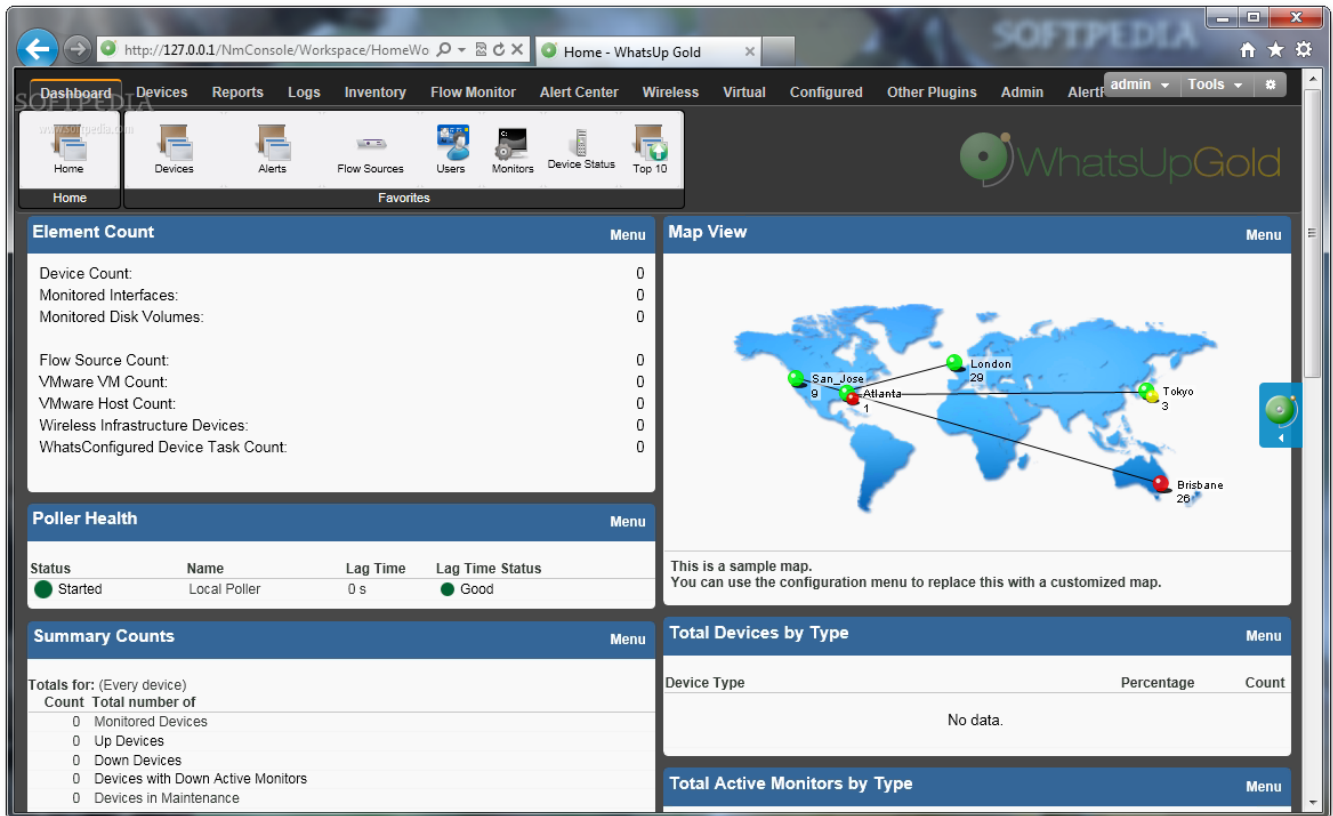 SOFTPEDIA
http://127.0.0.1/NmConsole/Workspace/HomeWo
Home - WhatsUp Gold
Dashboard Devices Reports Logs Inventory Flow Monitor Alert Center Wireless Virtual Configured Other Plugins Admin AlertF admin Tools
SOFTPEDIA
www.softpedia.com
Home Devices Alerts Flow Sources Users Monitors Device Status Top 10
Home Favorites
WhatsUpGold
Element Count Menu
Device Count: 0
Monitored Interfaces: 0
Monitored Disk Volumes: 0
Flow Source Count: 0
VMware VM Count: 0
VMware Host Count: 0
Wireless Infrastructure Devices: 0
WhatsConfigured Device Task Count: 0
Poller Health Menu
Status Name Lag Time Lag Time Status
Started Local Poller 0 s Good
Summary Counts Menu
Totals for: (Every device)
Count Total number of
0 Monitored Devices
0 Up Devices
0 Down Devices
0 Devices with Down Active Monitors
0 Devices in Maintenance
Map View Menu
London
29
San_Jose
9
Atlanta
1
Tokyo
3
Brisbane
26
This is a sample map.
You can use the configuration menu to replace this with a customized map.
Total Devices by Type Menu
Device Type Percentage Count
No data.
Total Active Monitors by Type Menu